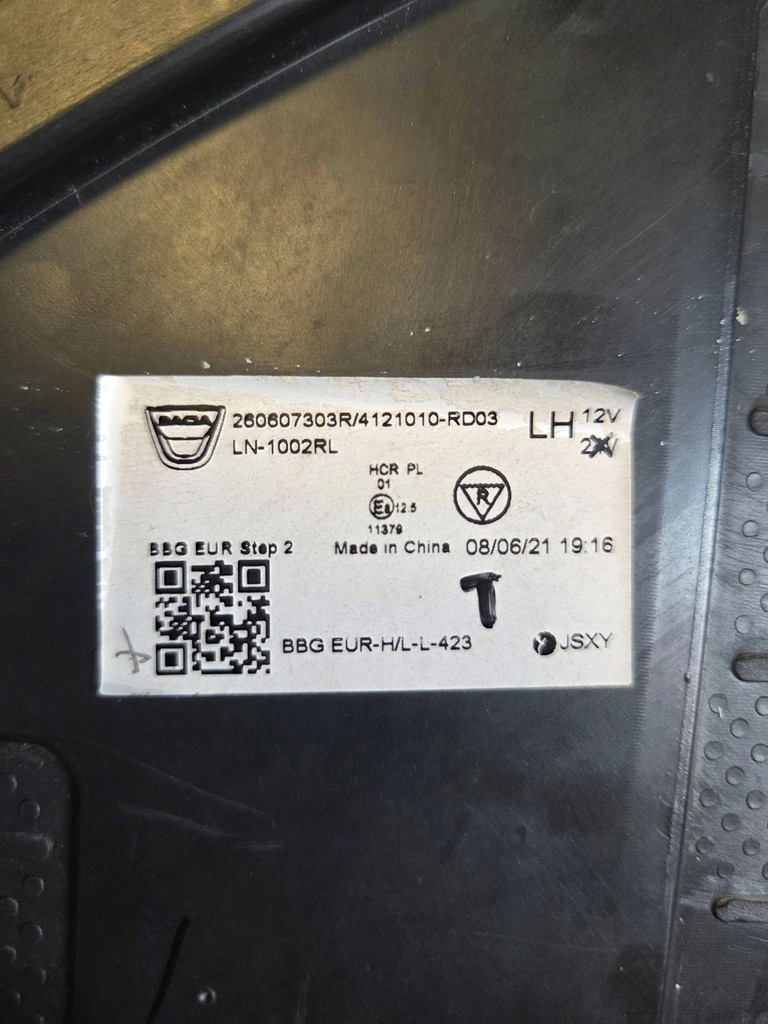 DACIA
260607303R/4121010-RD03
LN-1002RL
LH 12V
HCR PL
01
12.5
11379
R
BBG EUR Step 2
Made in China 08/06/21 19:16
BBG EUR-H/L-L-423
JSXY